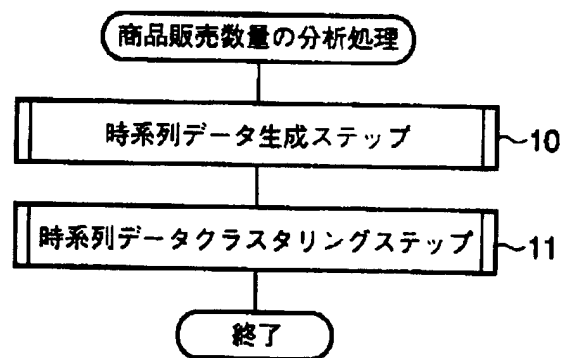 商品販売数量の分析処理
時系列データ生成ステップ
~10
時系列データクラスタリングステップ
~11
終了